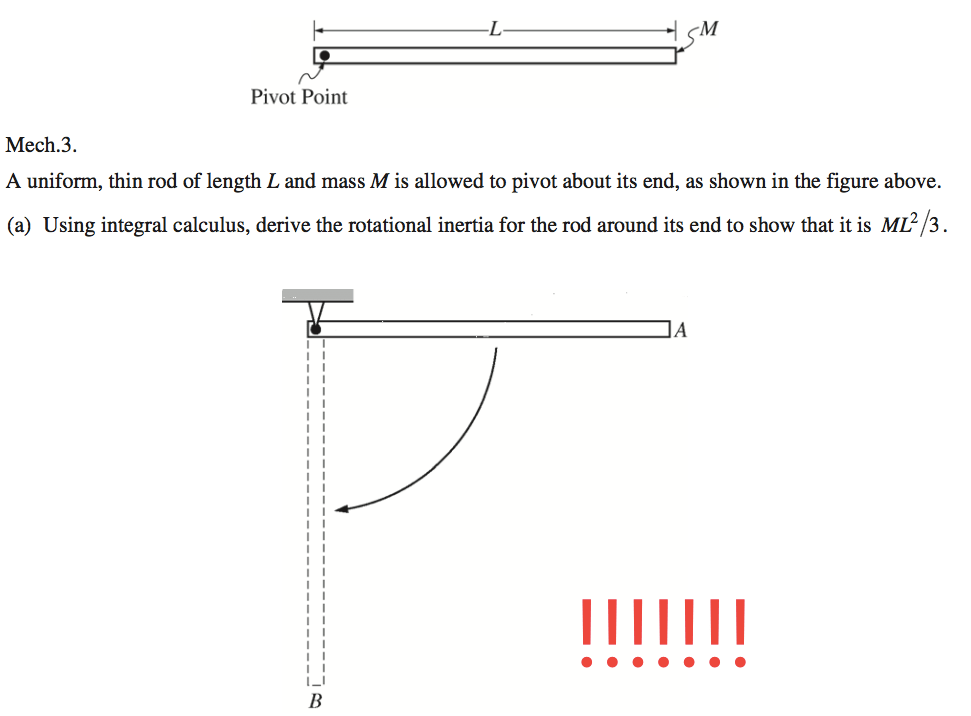 L
M
Pivot Point
Mech.3.
A uniform, thin rod of length L and mass M is allowed to pivot about its end, as shown in the figure above.
(a) Using integral calculus, derive the rotational inertia for the rod around its end to show that it is ML²/3.
A
!!!!!!!
B